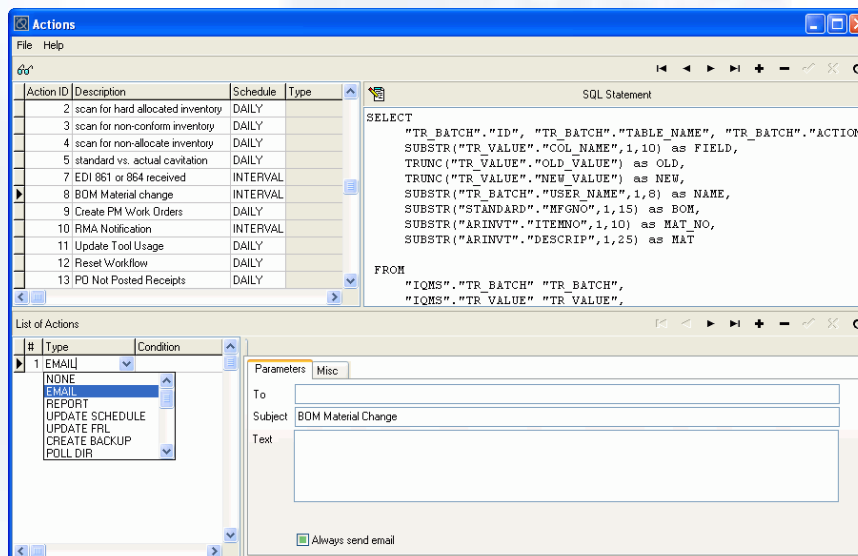 Actions
File Help
Action ID Description Schedule Type
2 scan for hard allocated inventory DAILY
3 scan for non-conform inventory DAILY
4 scan for non-allocate inventory DAILY
5 standard vs. actual cavitation DAILY
7 EDI 861 or 864 received INTERVAL
8 BOM Material change INTERVAL
9 Create PM Work Orders DAILY
10 RMA Notification INTERVAL
11 Update Tool Usage DAILY
12 Reset Workflow DAILY
13 PO Not Posted Receipts DAILY
SQL Statement
SELECT
"TR_BATCH"."ID", "TR_BATCH"."TABLE_NAME", "TR_BATCH"."ACTION
SUBSTR("TR_VALUE"."COL_NAME",1,10) as FIELD,
TRUNC("TR_VALUE"."OLD_VALUE") as OLD,
TRUNC("TR_VALUE"."NEW_VALUE") as NEW,
SUBSTR("TR_BATCH"."USER_NAME",1,8) as NAME,
SUBSTR("STANDARD"."MFGNO",1,15) as BOM,
SUBSTR("ARINVT"."ITEMNO",1,10) as MAT_NO,
SUBSTR("ARINVT"."DESCRIP",1,25) as MAT
FROM
"IQMS"."TR_BATCH" "TR_BATCH",
"IQMS"."TR_VALUE" "TR_VALUE",
List of Actions
# Type Condition
1 EMAIL
NONE
EMAIL
REPORT
UPDATE SCHEDULE
UPDATE FRL
CREATE BACKUP
POLL DIR
Parameters Misc
To
Subject BOM Material Change
Text
Always send email